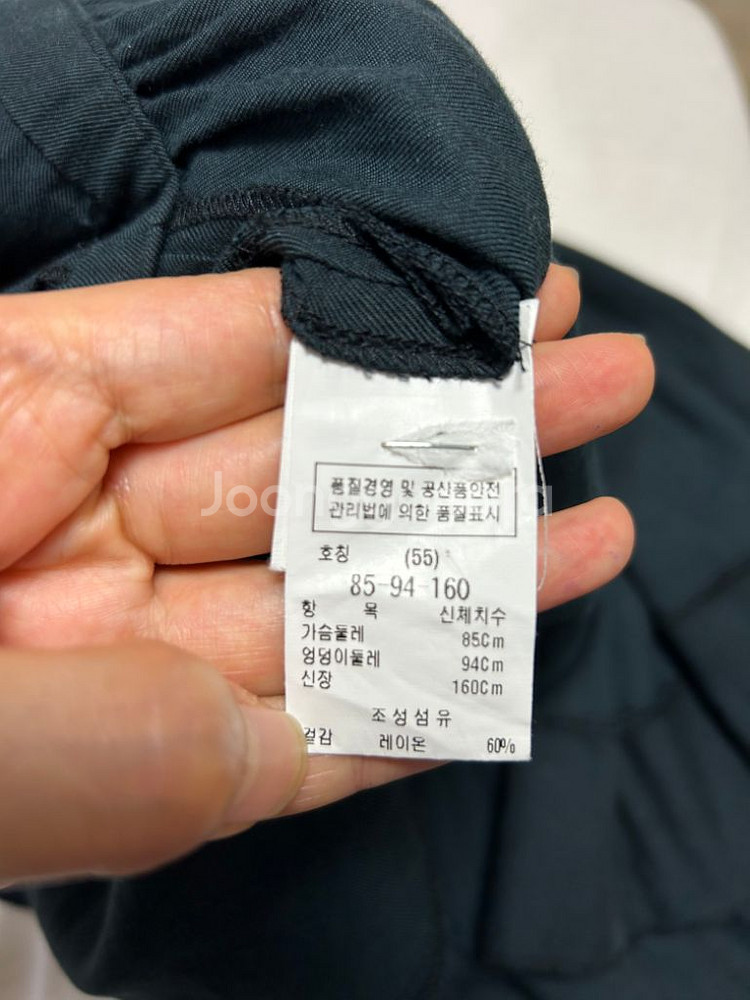 품질경영 및 공산품안전
관리법에 의한 품질표시
호칭 (55)
85-94-160
항 목 신체치수
가슴둘레 85Cm
엉덩이둘레 94Cm
신장 160Cm
조성섬유
겉감 레이온 60%